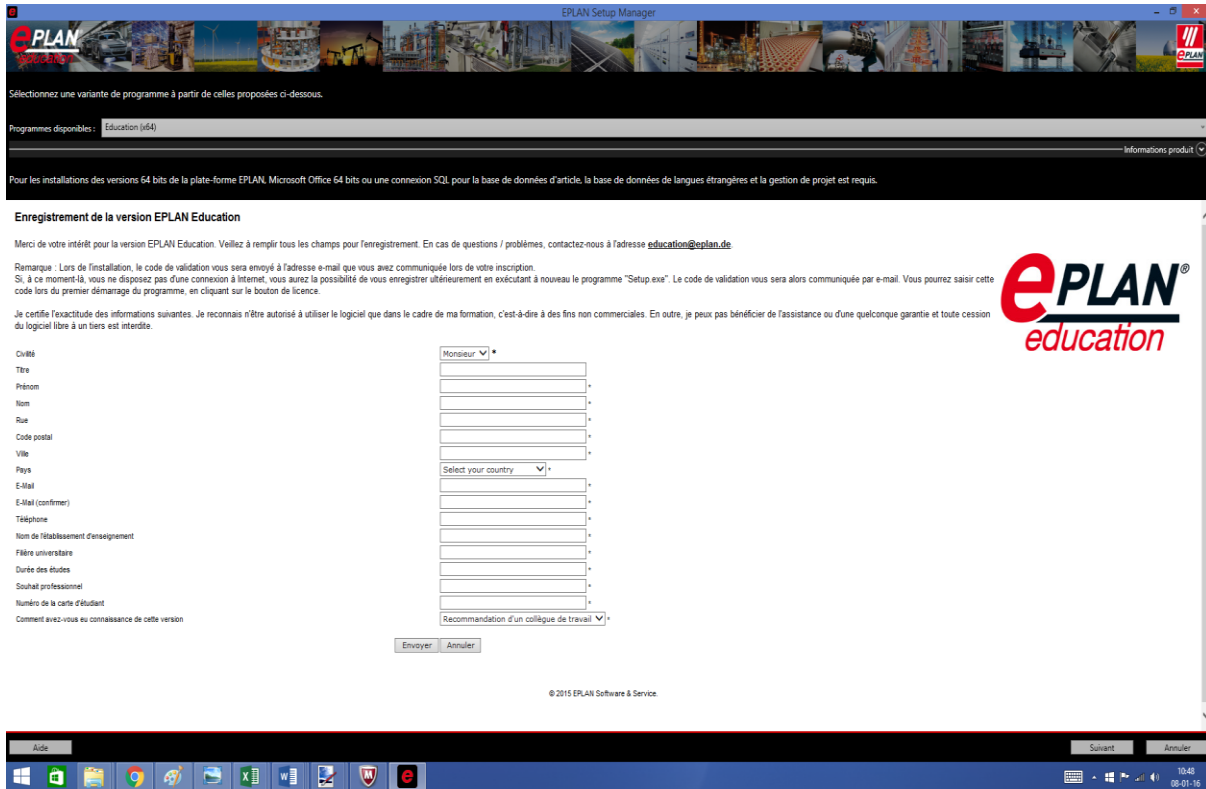 EPLAN Setup Manager
ePLAN
education
ePLAN
Sélectionnez une variante de programme à partir de celles proposées ci-dessous.
Programmes disponibles : Education (x64)
Informations produit
Pour les installations des versions 64 bits de la plate-forme EPLAN, Microsoft Office 64 bits ou une connexion SQL pour la base de données d'article, la base de données de langues étrangères et la gestion de projet est requis.
Enregistrement de la version EPLAN Education
Merci de votre intérêt pour la version EPLAN Education. Veillez à remplir tous les champs pour l'enregistrement. En cas de questions / problèmes, contactez-nous à l'adresse education@eplan.de.
Remarque : Lors de l'installation, le code de validation vous sera envoyé à l'adresse e-mail que vous avez communiquée lors de votre inscription.
Si, à ce moment-là, vous ne disposez pas d'une connexion à Internet, vous aurez la possibilité de vous enregistrer ultérieurement en exécutant à nouveau le programme "Setup.exe". Le code de validation vous sera alors communiquée par e-mail. Vous pourrez saisir cette
code lors du premier démarrage du programme, en cliquant sur le bouton de licence.
Je certifie l'exactitude des informations suivantes. Je reconnais n'être autorisé à utiliser le logiciel que dans le cadre de ma formation, c'est-à-dire à des fins non commerciales. En outre, je peux pas bénéficier de l'assistance ou d'une quelconque garantie et toute cession
du logiciel libre à un tiers est interdite.
ePLAN®
education
Civilité Monsieur *
Titre
Prénom *
Nom *
Rue *
Code postal *
Ville *
Pays Select your country *
E-Mail *
E-Mail (confirmer) *
Téléphone *
Nom de l'établissement d'enseignement *
Filière universitaire *
Durée des études *
Souhait professionnel *
Numéro de la carte d'étudiant *
Comment avez-vous eu connaissance de cette version Recommandation d'un collègue de travail *
Envoyer Annuler
© 2015 EPLAN Software & Service.
Aide Suivant Annuler
10:48
08-01-16